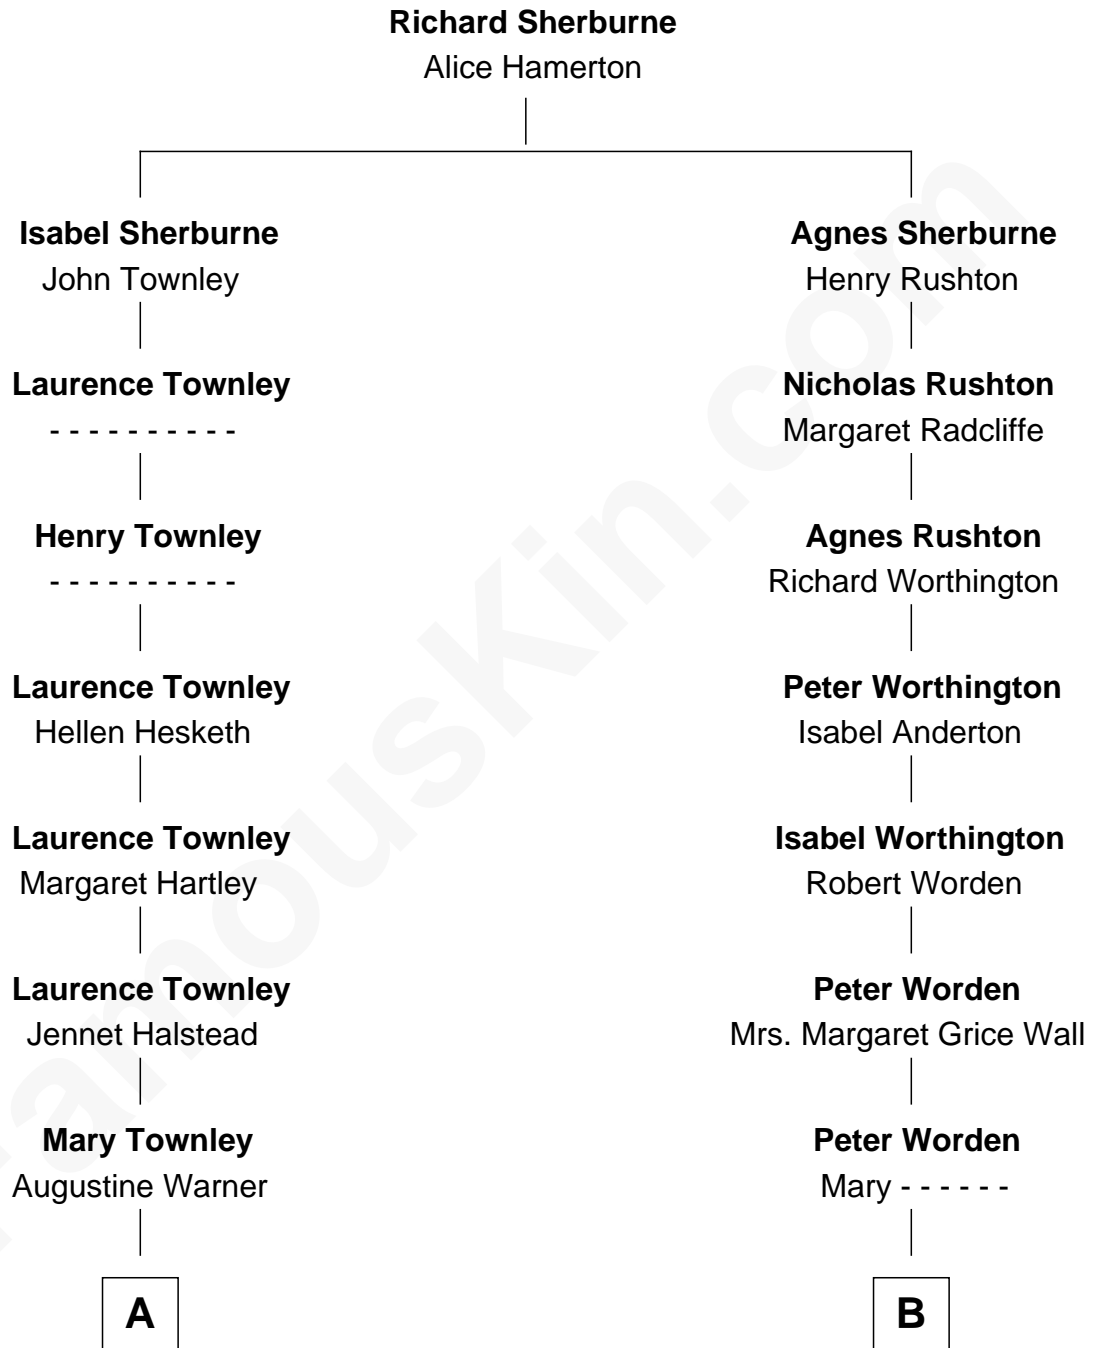 Richard Sherburne
Alice Hamerton
Isabel Sherburne
John Townley
Agnes Sherburne
Henry Rushton
Laurence Townley
- - - - - - - - - -
Nicholas Rushton
Margaret Radcliffe
Henry Townley
- - - - - - - - - -
Agnes Rushton
Richard Worthington
Laurence Townley
Hellen Hesketh
Peter Worthington
Isabel Anderton
Laurence Townley
Margaret Hartley
Isabel Worthington
Robert Worden
Laurence Townley
Jennet Halstead
Peter Worden
Mrs. Margaret Grice Wall
Mary Townley
Augustine Warner
Peter Worden
Mary - - - - - -
A
B
FamousKin.com